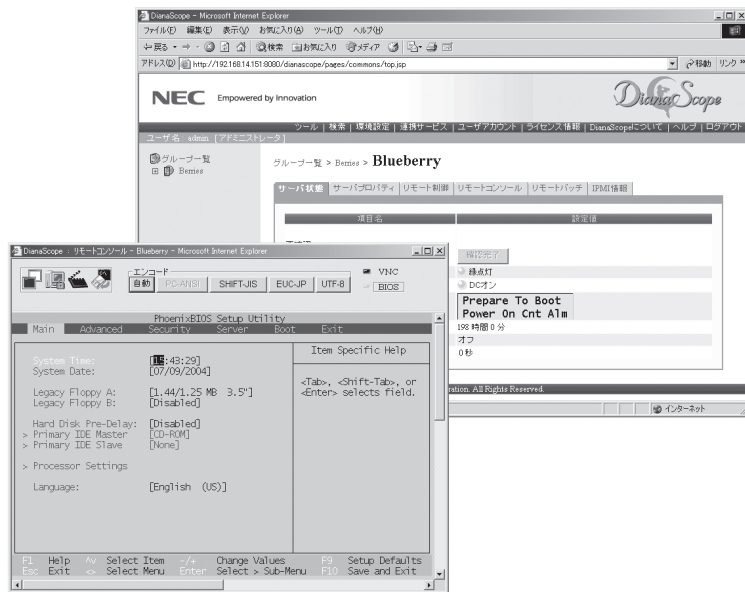 DianaScope - Microsoft Internet Explorer
ファイル(F) 編集(E) 表示(V) お気に入り(A) ツール(T) ヘルプ(H)
戻る 検索 お気に入り メディア
アドレス(D) http://192.168.14.151:8080/dianascope/pages/commons/top.jsp 移動 リンク
NEC Empowered by Innovation DianaScope
ツール | 検索 | 環境設定 | 連携サービス | ユーザアカウント | ライセンス情報 | DianaScopeについて | ヘルプ | ログアウト
ユーザ名 : admin [アドミニストレータ]
グループ一覧
Berries
グループ一覧 > Berries > Blueberry
サーバ状態 サーバプロパティ リモート制御 リモートコンソール リモートバッチ IPMI情報
項目名 設定値
確認完了
緑点灯
DCオン
Prepare To Boot
Power On Cnt Alm
198 時間 0 分
オフ
0 秒
ration. All Rights Reserved.
インターネット
DianaScope : リモートコンソール - Blueberry - Microsoft Internet Explorer
エンコード
自動 PC-ANSI SHIFT-JIS EUC-JP UTF-8
VNC
BIOS
PhoenixBIOS Setup Utility
Main Advanced Security Server Boot Exit
Item Specific Help
System Time: [15:43:29]
System Date: [07/09/2004]
<Tab>, <Shift-Tab>, or
<Enter> selects field.
Legacy Floppy A: [1.44/1.25 MB 3.5"]
Legacy Floppy B: [Disabled]
Hard Disk Pre-Delay: [Disabled]
> Primary IDE Master [CD-ROM]
> Primary IDE Slave [None]
> Processor Settings
Language: [English (US)]
F1 Help ^v Select Item -/+ Change Values F9 Setup Defaults
Esc Exit <> Select Menu Enter Select > Sub-Menu F10 Save and Exit